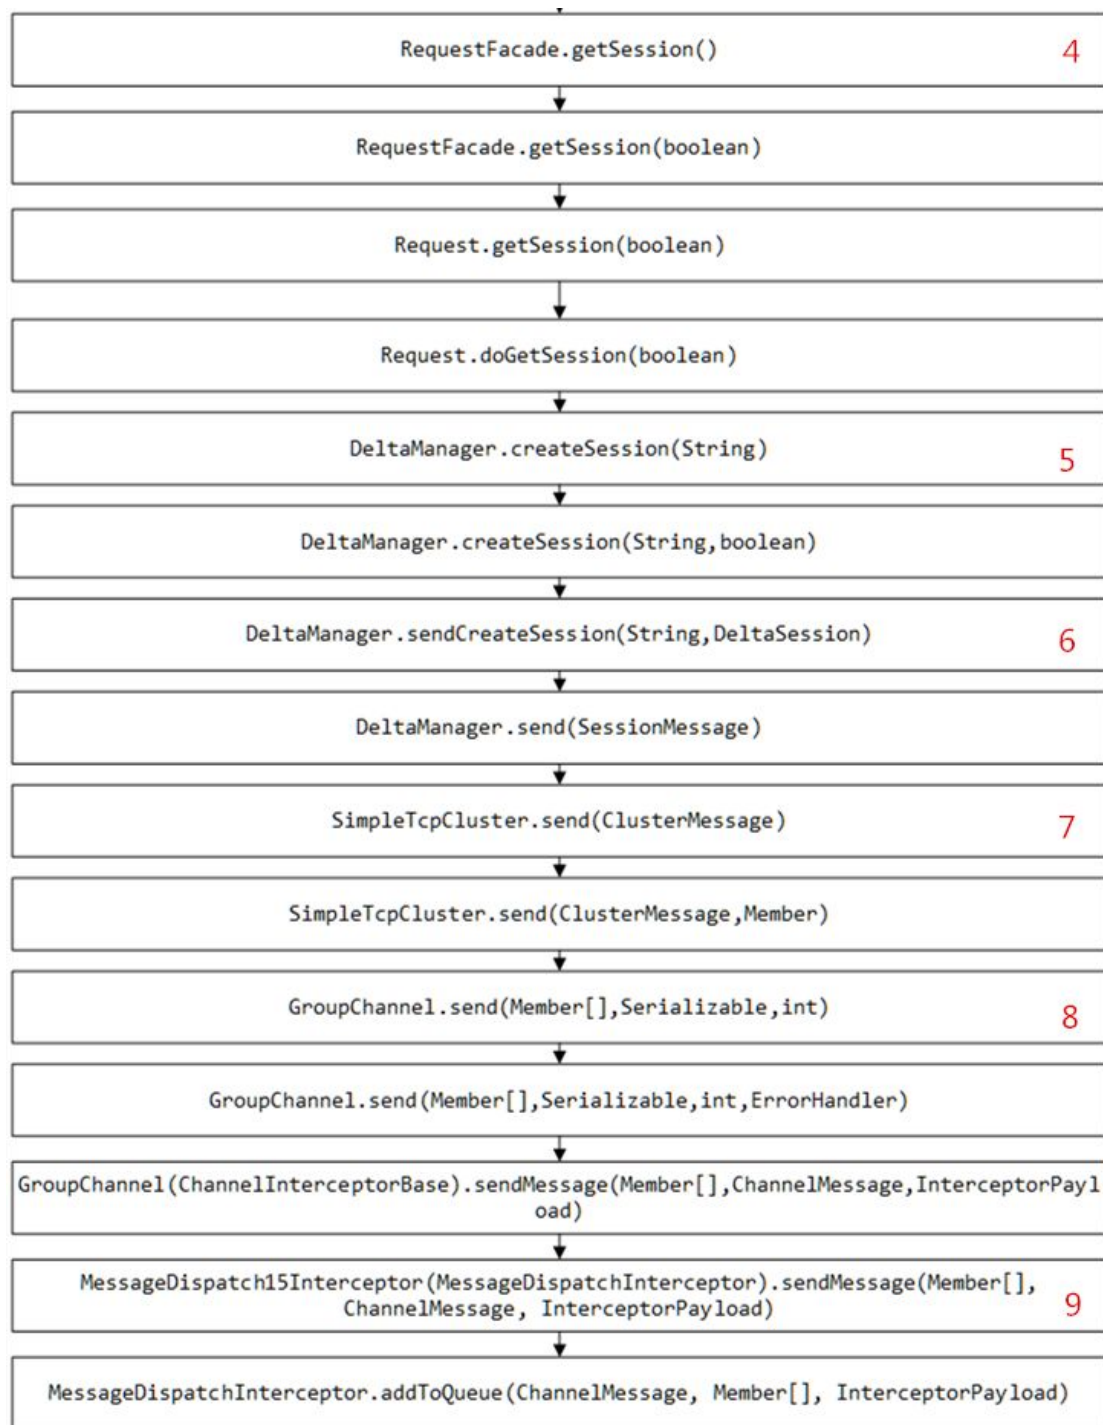 RequestFacade.getSession() 4
RequestFacade.getSession(boolean)
Request.getSession(boolean)
Request.doGetSession(boolean)
DeltaManager.createSession(String) 5
DeltaManager.createSession(String,boolean)
DeltaManager.sendCreateSession(String,DeltaSession) 6
DeltaManager.send(SessionMessage)
SimpleTcpCluster.send(ClusterMessage) 7
SimpleTcpCluster.send(ClusterMessage,Member)
GroupChannel.send(Member[],Serializable,int) 8
GroupChannel.send(Member[],Serializable,int,ErrorHandler)
GroupChannel(ChannelInterceptorBase).sendMessage(Member[],ChannelMessage,InterceptorPayl
oad)
MessageDispatch15Interceptor(MessageDispatchInterceptor).sendMessage(Member[],
ChannelMessage, InterceptorPayload) 9
MessageDispatchInterceptor.addToQueue(ChannelMessage, Member[], InterceptorPayload)